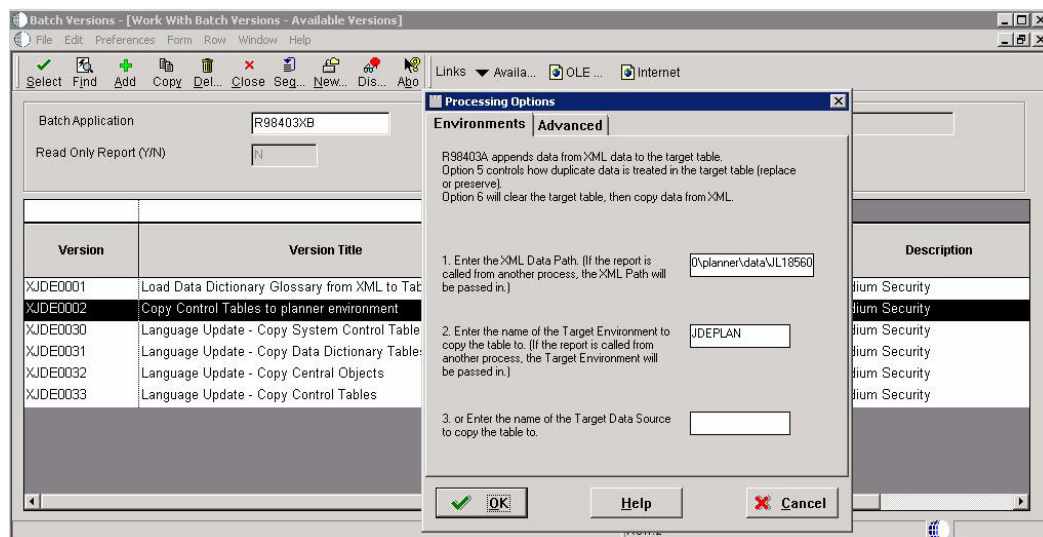 Batch Versions - [Work With Batch Versions - Available Versions]
File Edit Preferences Form Row Window Help
Select Find Add Copy Del... Close Seq... New... Dis... Abo
Links Availa... OLE ... Internet
Batch Application R98403XB
Read Only Report (Y/N) N
Version Version Title Description
XJDE0001 Load Data Dictionary Glossary from XML to Tab dium Security
XJDE0002 Copy Control Tables to planner environment dium Security
XJDE0030 Language Update - Copy System Control Table dium Security
XJDE0031 Language Update - Copy Data Dictionary Table: dium Security
XJDE0032 Language Update - Copy Central Objects dium Security
XJDE0033 Language Update - Copy Control Tables dium Security
Processing Options
Environments Advanced
R98403A appends data from XML data to the target table.
Option 5 controls how duplicate data is treated in the target table (replace
or preserve).
Option 6 will clear the target table, then copy data from XML.
1. Enter the XML Data Path. (If the report is
called from another process, the XML Path will
be passed in.)
0\planner\data\JL18560
2. Enter the name of the Target Environment to
copy the table to. (If the report is called from
another process, the Target Environment will
be passed in.)
JDEPLAN
3. or Enter the name of the Target Data Source
to copy the table to.
OK Help Cancel